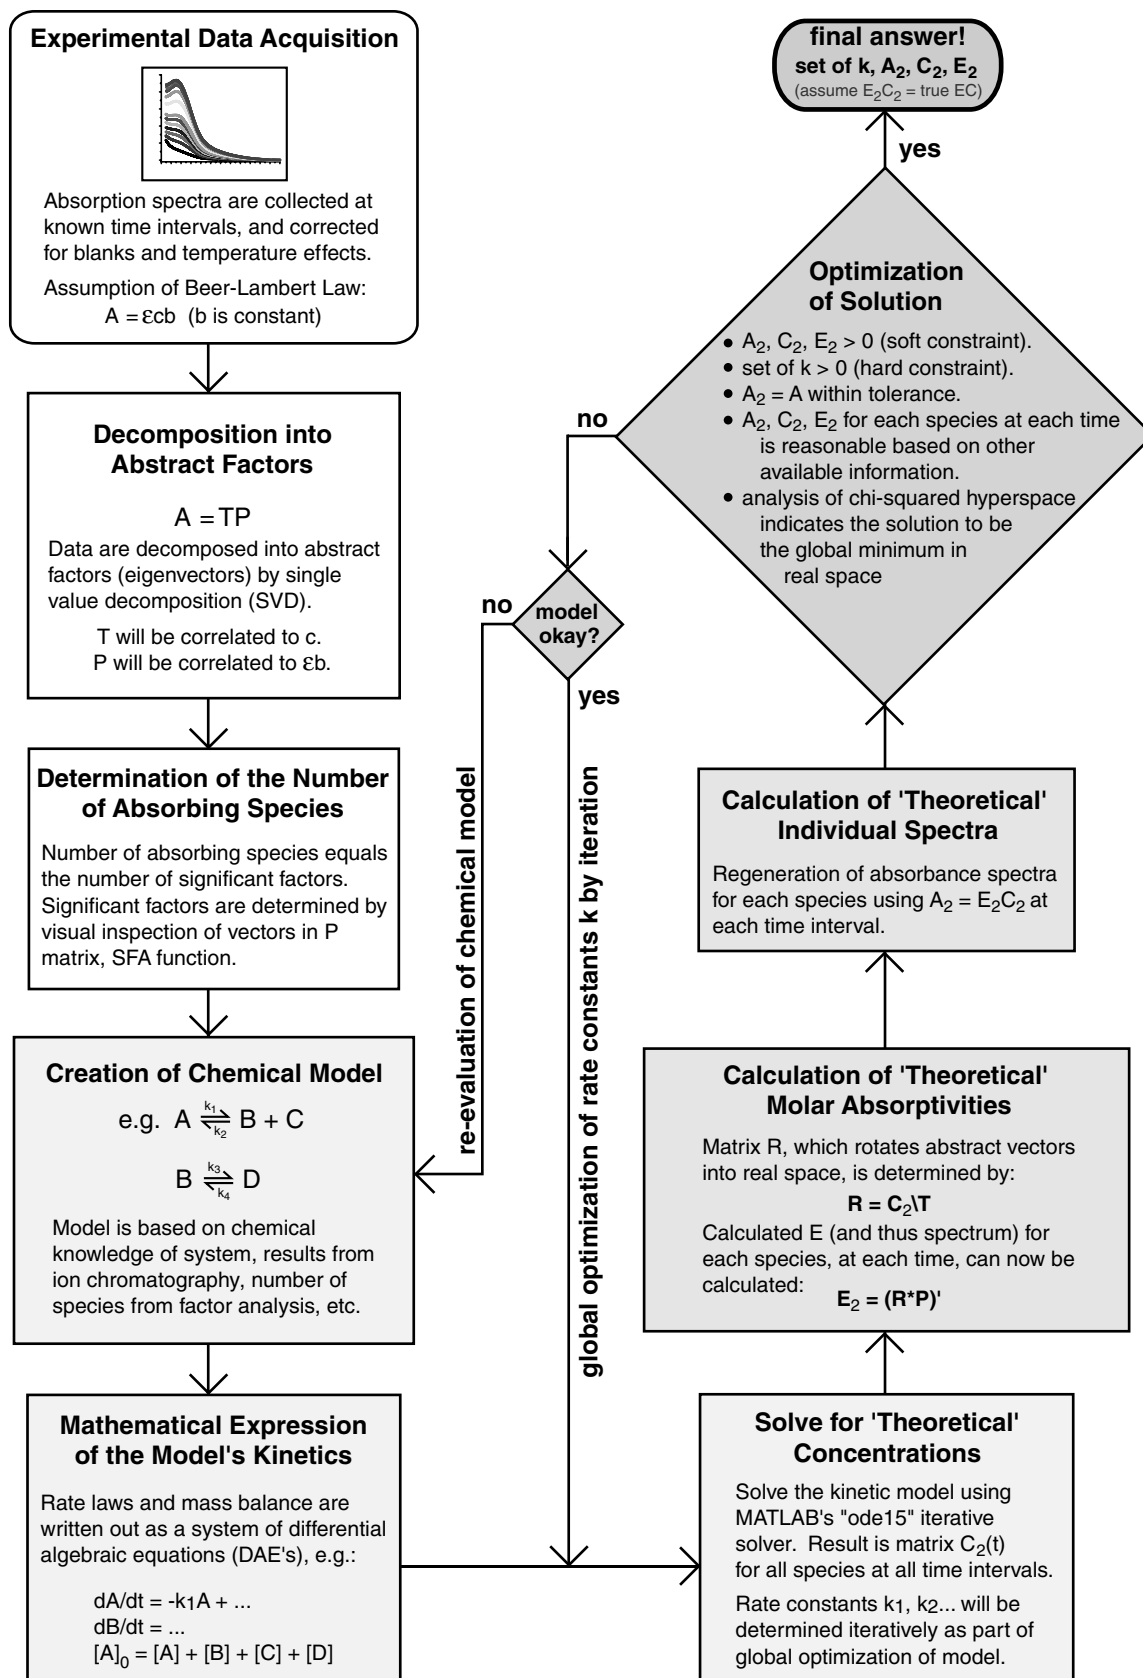 Experimental Data Acquisition
Absorption spectra are collected at
known time intervals, and corrected
for blanks and temperature effects.
Assumption of Beer-Lambert Law:
A = εcb (b is constant)
Decomposition into
Abstract Factors
A = TP
Data are decomposed into abstract
factors (eigenvectors) by single
value decomposition (SVD).
T will be correlated to c.
P will be correlated to εb.
Determination of the Number
of Absorbing Species
Number of absorbing species equals
the number of significant factors.
Significant factors are determined by
visual inspection of vectors in P
matrix, SFA function.
Creation of Chemical Model
e.g. A k₁ ⇌ k₂ B + C
B k₃ ⇌ k₄ D
Model is based on chemical
knowledge of system, results from
ion chromatography, number of
species from factor analysis, etc.
Mathematical Expression
of the Model's Kinetics
Rate laws and mass balance are
written out as a system of differential
algebraic equations (DAE's), e.g.:
dA/dt = -k₁A + ...
dB/dt = ...
[A]₀ = [A] + [B] + [C] + [D]
Solve for 'Theoretical'
Concentrations
Solve the kinetic model using
MATLAB's "ode15" iterative
solver. Result is matrix C₂(t)
for all species at all time intervals.
Rate constants k₁, k₂... will be
determined iteratively as part of
global optimization of model.
Calculation of 'Theoretical'
Molar Absorptivities
Matrix R, which rotates abstract vectors
into real space, is determined by:
R = C₂\T
Calculated E (and thus spectrum) for
each species, at each time, can now be
calculated:
E₂ = (R*P)'
Calculation of 'Theoretical'
Individual Spectra
Regeneration of absorbance spectra
for each species using A₂ = E₂C₂ at
each time interval.
Optimization
of Solution
• A₂, C₂, E₂ > 0 (soft constraint).
• set of k > 0 (hard constraint).
• A₂ = A within tolerance.
• A₂, C₂, E₂ for each species at each time
is reasonable based on other
available information.
• analysis of chi-squared hyperspace
indicates the solution to be
the global minimum in
real space
yes
final answer!
set of k, A₂, C₂, E₂
(assume E₂C₂ = true EC)
no
model
okay?
no
re-evaluation of chemical model
yes
global optimization of rate constants k by iteration